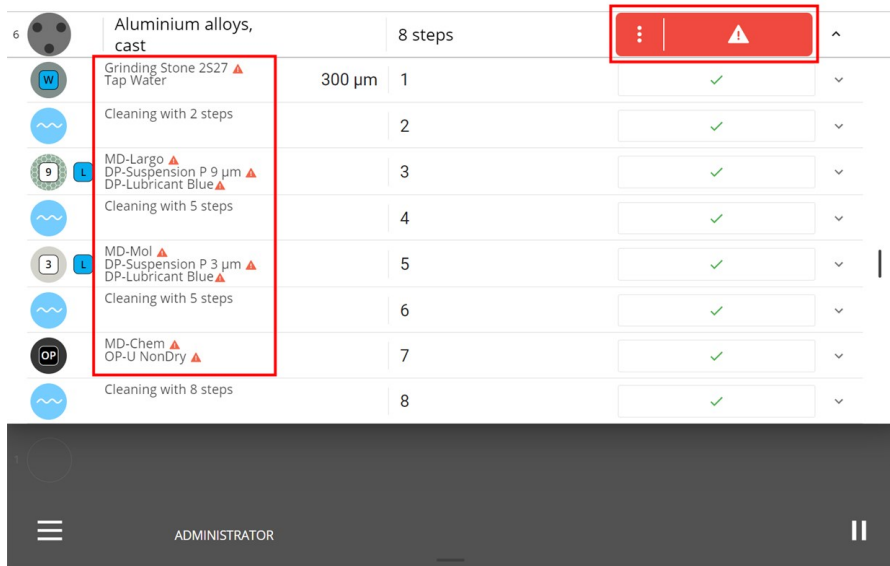 6
Aluminium alloys,
cast
8 steps
W
Grinding Stone 2S27
Tap Water
300 µm
1
Cleaning with 2 steps
2
9
L
MD-Largo
DP-Suspension P 9 µm
DP-Lubricant Blue
3
Cleaning with 5 steps
4
3
L
MD-Mol
DP-Suspension P 3 µm
DP-Lubricant Blue
5
Cleaning with 5 steps
6
OP
MD-Chem
OP-U NonDry
7
Cleaning with 8 steps
8
1
ADMINISTRATOR